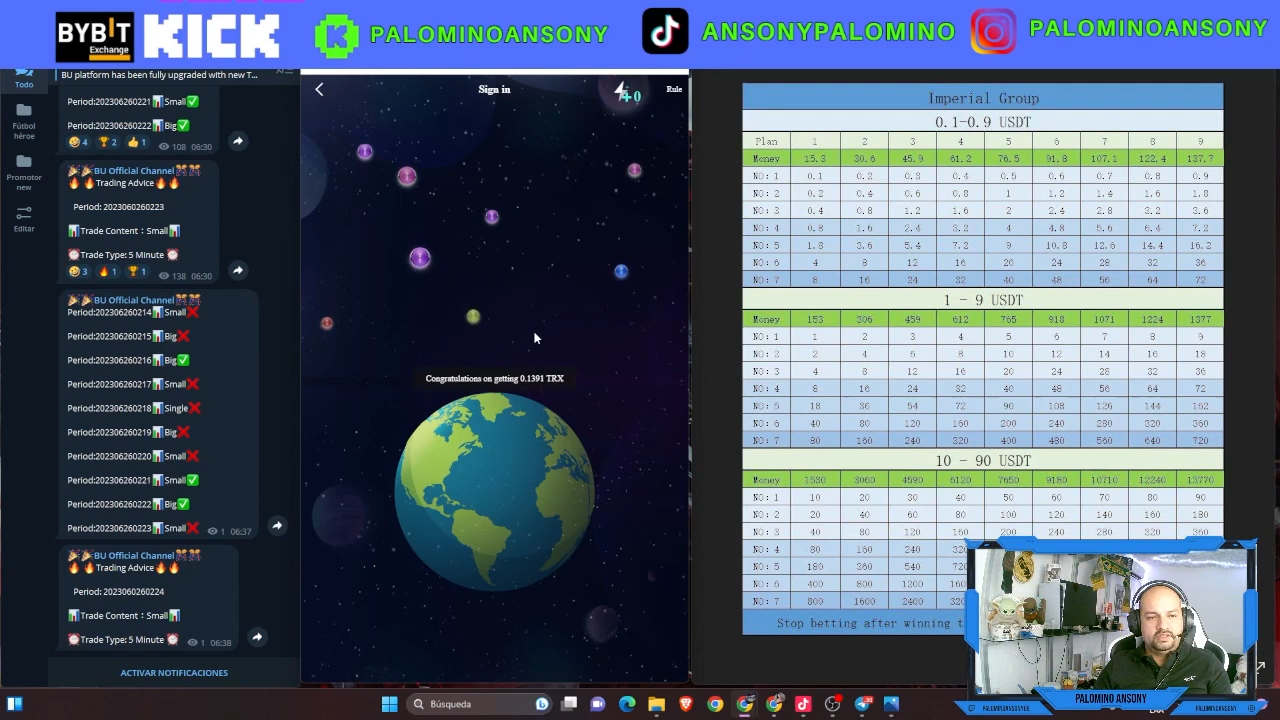 BYBIT
Exchange
KICK
PALOMINOANSONY
ANSONYPALOMINO
PALOMINOANSONY
Todo
Fútbol
héroe
Promotor
new
Editar
BU platform has been fully upgraded with new T...
Period:202306260221📊Small✅
Period:202306260222📊Big✅
🤣4 🏆2 👍1 108 06:30
🎉🎉BU Official Channel🎊🎊
🔥🔥Trading Advice🔥🔥
Period: 2023060260223
📊Trade Content：Small📊
⏰Trade Type: 5 Minute ⏰
🤣3 🔥1 🏆1 138 06:30
🎉🎉BU Official Channel🎊🎊
Period:202306260214📊Small❌
Period:202306260215📊Big❌
Period:202306260216📊Big✅
Period:202306260217📊Small❌
Period:202306260218📊Single❌
Period:202306260219📊Big❌
Period:202306260220📊Small❌
Period:202306260221📊Small✅
Period:202306260222📊Big✅
Period:202306260223📊Small❌ 1 06:37
🎉🎉BU Official Channel🎊🎊
🔥🔥Trading Advice🔥🔥
Period: 2023060260224
📊Trade Content：Small📊
⏰Trade Type: 5 Minute ⏰ 1 06:38
ACTIVAR NOTIFICACIONES
Sign in
+0
Rule
Congratulations on getting 0.1391 TRX
Imperial Group
0.1-0.9 USDT
Plan 1 2 3 4 5 6 7 8 9
Money 15.3 30.6 45.9 61.2 76.5 91.8 107.1 122.4 137.7
NO:1 0.1 0.2 0.3 0.4 0.5 0.6 0.7 0.8 0.9
NO:2 0.2 0.4 0.6 0.8 1 1.2 1.4 1.6 1.8
NO:3 0.4 0.8 1.2 1.6 2 2.4 2.8 3.2 3.6
NO:4 0.8 1.6 2.4 3.2 4 4.8 5.6 6.4 7.2
NO:5 1.8 3.6 5.4 7.2 9 10.8 12.6 14.4 16.2
NO:6 4 8 12 16 20 24 28 32 36
NO:7 8 16 24 32 40 48 56 64 72
1 - 9 USDT
Money 153 306 459 612 765 918 1071 1224 1377
NO:1 1 2 3 4 5 6 7 8 9
NO:2 2 4 6 8 10 12 14 16 18
NO:3 4 8 12 16 20 24 28 32 36
NO:4 8 16 24 32 40 48 56 64 72
NO:5 18 36 54 72 90 108 126 144 162
NO:6 40 80 120 160 200 240 280 320 360
NO:7 80 160 240 320 400 480 560 640 720
10 - 90 USDT
Money 1530 3060 4590 6120 7650 9180 10710 12240 13770
NO:1 10 20 30 40 50 60 70 80 90
NO:2 20 40 60 80 100 120 140 160 180
NO:3 40 80 120 160 200 240 280 320 360
NO:4 80 160 240 320
NO:5 180 360 540 720
NO:6 400 800 1200 1600
NO:7 800 1600 2400 320
Stop betting after winning t
PALOMINO ANSONY
Búsqueda